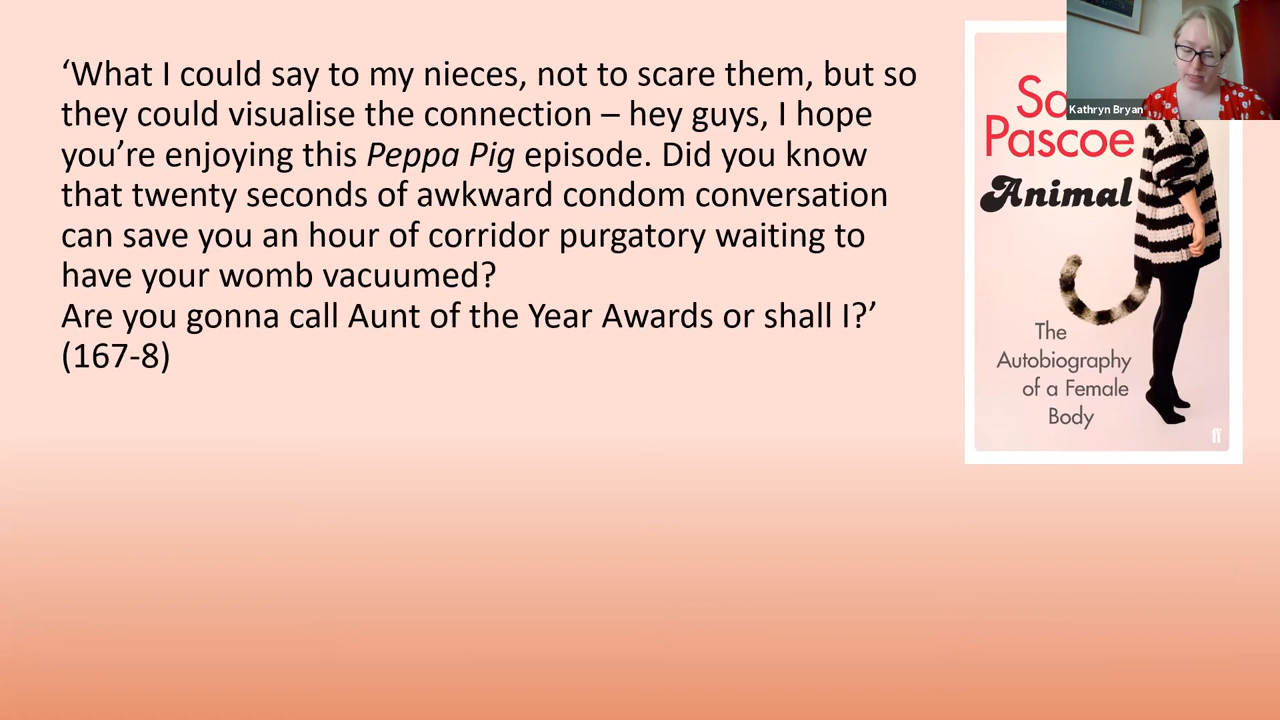 ‘What I could say to my nieces, not to scare them, but so
they could visualise the connection – hey guys, I hope
you’re enjoying this Peppa Pig episode. Did you know
that twenty seconds of awkward condom conversation
can save you an hour of corridor purgatory waiting to
have your womb vacuumed?
Are you gonna call Aunt of the Year Awards or shall I?’
(167-8)
Kathryn Bryan
Pascoe
Animal
The
Autobiography
of a Female
Body
ff